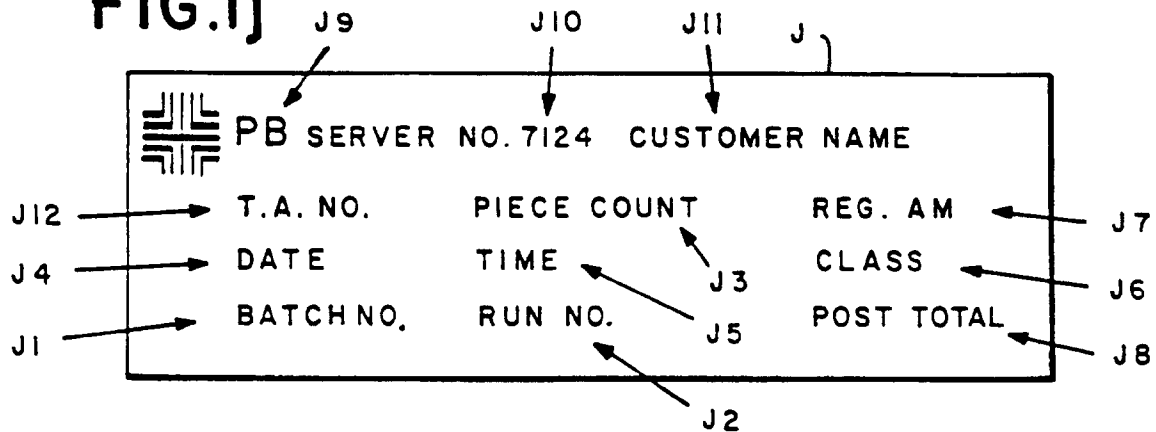 FIG.1j
J9 J10 J11 J
PB SERVER NO. 7124 CUSTOMER NAME
J12 T.A. NO. PIECE COUNT REG. AM J7
J4 DATE TIME J3 CLASS J6
J1 BATCH NO. RUN NO. J5 POST TOTAL J8
J2